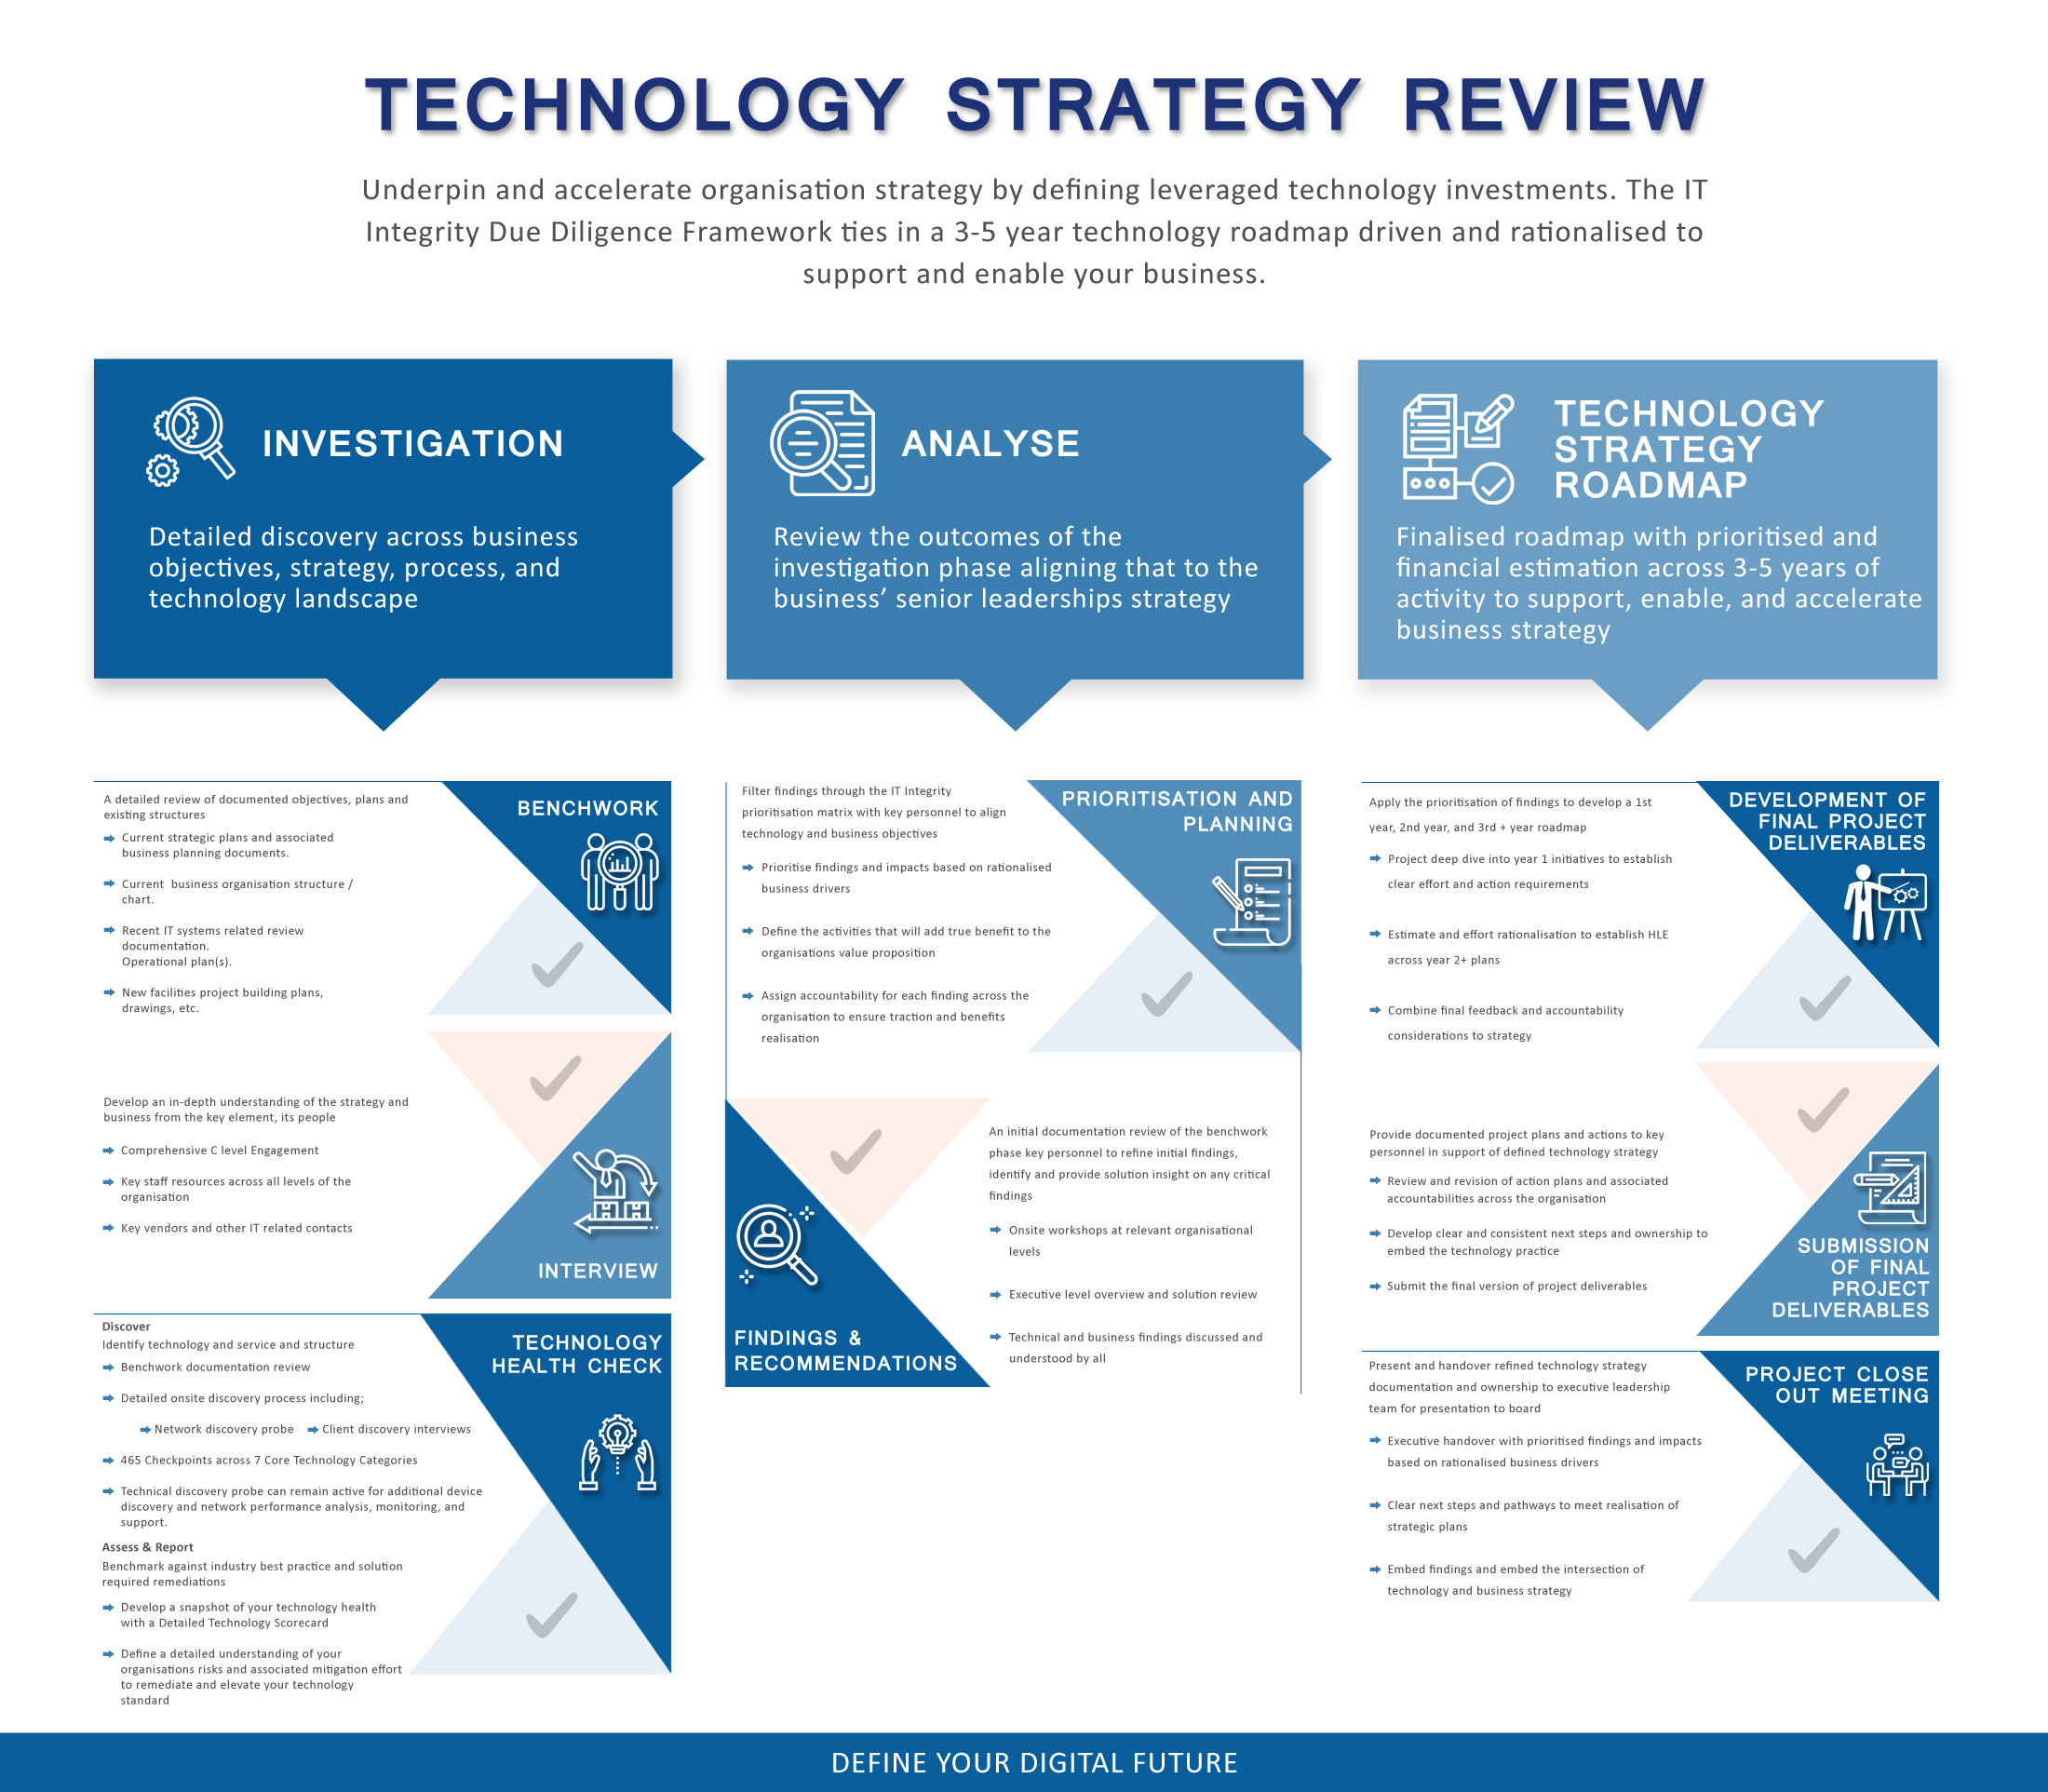 TECHNOLOGY STRATEGY REVIEW
Underpin and accelerate organisation strategy by defining leveraged technology investments. The IT
Integrity Due Diligence Framework ties in a 3-5 year technology roadmap driven and rationalised to
support and enable your business.
INVESTIGATION
Detailed discovery across business
objectives, strategy, process, and
technology landscape
ANALYSE
Review the outcomes of the
investigation phase aligning that to the
business’ senior leaderships strategy
TECHNOLOGY
STRATEGY
ROADMAP
Finalised roadmap with prioritised and
financial estimation across 3-5 years of
activity to support, enable, and accelerate
business strategy
BENCHWORK
A detailed review of documented objectives, plans and
existing structures
Current strategic plans and associated
business planning documents.
Current business organisation structure /
chart.
Recent IT systems related review
documentation.
Operational plan(s).
New facilities project building plans,
drawings, etc.
Develop an in-depth understanding of the strategy and
business from the key element, its people
Comprehensive C level Engagement
Key staff resources across all levels of the
organisation
Key vendors and other IT related contacts
INTERVIEW
TECHNOLOGY
HEALTH CHECK
Discover
Identify technology and service and structure
Benchwork documentation review
Detailed onsite discovery process including;
Network discovery probe Client discovery interviews
465 Checkpoints across 7 Core Technology Categories
Technical discovery probe can remain active for additional device
discovery and network performance analysis, monitoring, and
support.
Assess & Report
Benchmark against industry best practice and solution
required remediations
Develop a snapshot of your technology health
with a Detailed Technology Scorecard
Define a detailed understanding of your
organisations risks and associated mitigation effort
to remediate and elevate your technology
standard
PRIORITISATION AND
PLANNING
Filter findings through the IT Integrity
prioritisation matrix with key personnel to align
technology and business objectives
Prioritise findings and impacts based on rationalised
business drivers
Define the activities that will add true benefit to the
organisations value proposition
Assign accountability for each finding across the
organisation to ensure traction and benefits
realisation
An initial documentation review of the benchwork
phase key personnel to refine initial findings,
identify and provide solution insight on any critical
findings
Onsite workshops at relevant organisational
levels
Executive level overview and solution review
Technical and business findings discussed and
understood by all
FINDINGS &
RECOMMENDATIONS
DEVELOPMENT OF
FINAL PROJECT
DELIVERABLES
Apply the prioritisation of findings to develop a 1st
year, 2nd year, and 3rd + year roadmap
Project deep dive into year 1 initiatives to establish
clear effort and action requirements
Estimate and effort rationalisation to establish HLE
across year 2+ plans
Combine final feedback and accountability
considerations to strategy
Provide documented project plans and actions to key
personnel in support of defined technology strategy
Review and revision of action plans and associated
accountabilities across the organisation
Develop clear and consistent next steps and ownership to
embed the technology practice
Submit the final version of project deliverables
SUBMISSION
OF FINAL
PROJECT
DELIVERABLES
PROJECT CLOSE
OUT MEETING
Present and handover refined technology strategy
documentation and ownership to executive leadership
team for presentation to board
Executive handover with prioritised findings and impacts
based on rationalised business drivers
Clear next steps and pathways to meet realisation of
strategic plans
Embed findings and embed the intersection of
technology and business strategy
DEFINE YOUR DIGITAL FUTURE